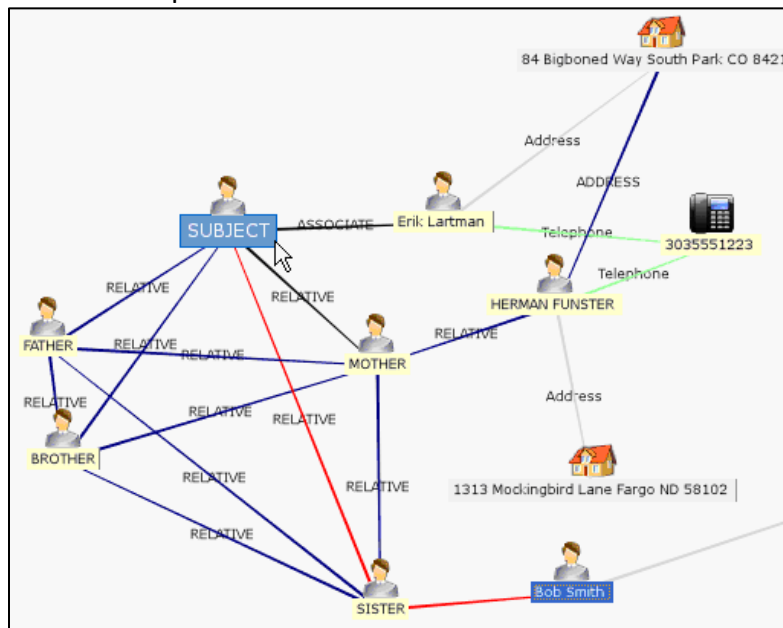 84 Bigboned Way South Park CO 8421
Address
ADDRESS
SUBJECT
ASSOCIATE
Erik Lartman
Telephone
3035551223
Telephone
RELATIVE
RELATIVE
HERMAN FUNSTER
FATHER
RELATIVE
RELATIVE
RELATIVE
MOTHER
Address
RELATIVE
RELATIVE
RELATIVE
BROTHER
RELATIVE
RELATIVE
1313 Mockingbird Lane Fargo ND 58102
RELATIVE
Bob Smith
SISTER